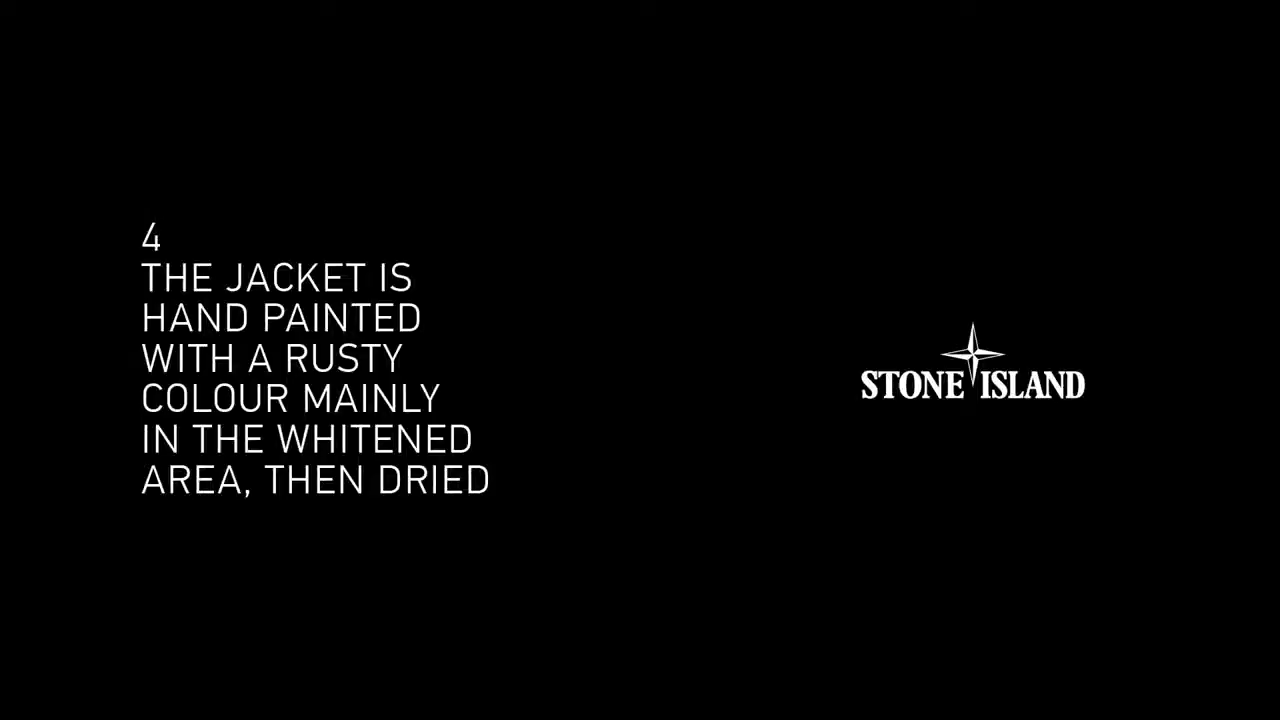 4
THE JACKET IS
HAND PAINTED
WITH A RUSTY
COLOUR MAINLY
IN THE WHITENED
AREA, THEN DRIED
STONE ISLAND